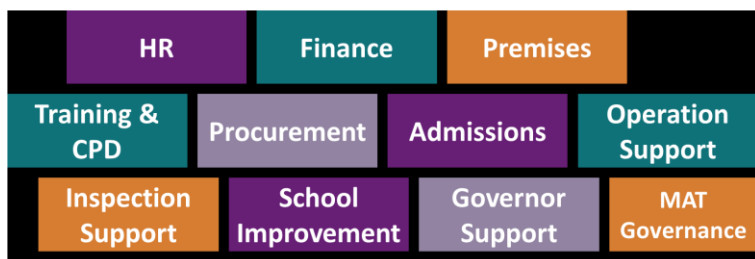 HR
Finance
Premises
Training &
CPD
Procurement
Admissions
Operation
Support
Inspection
Support
School
Improvement
Governor
Support
MAT
Governance